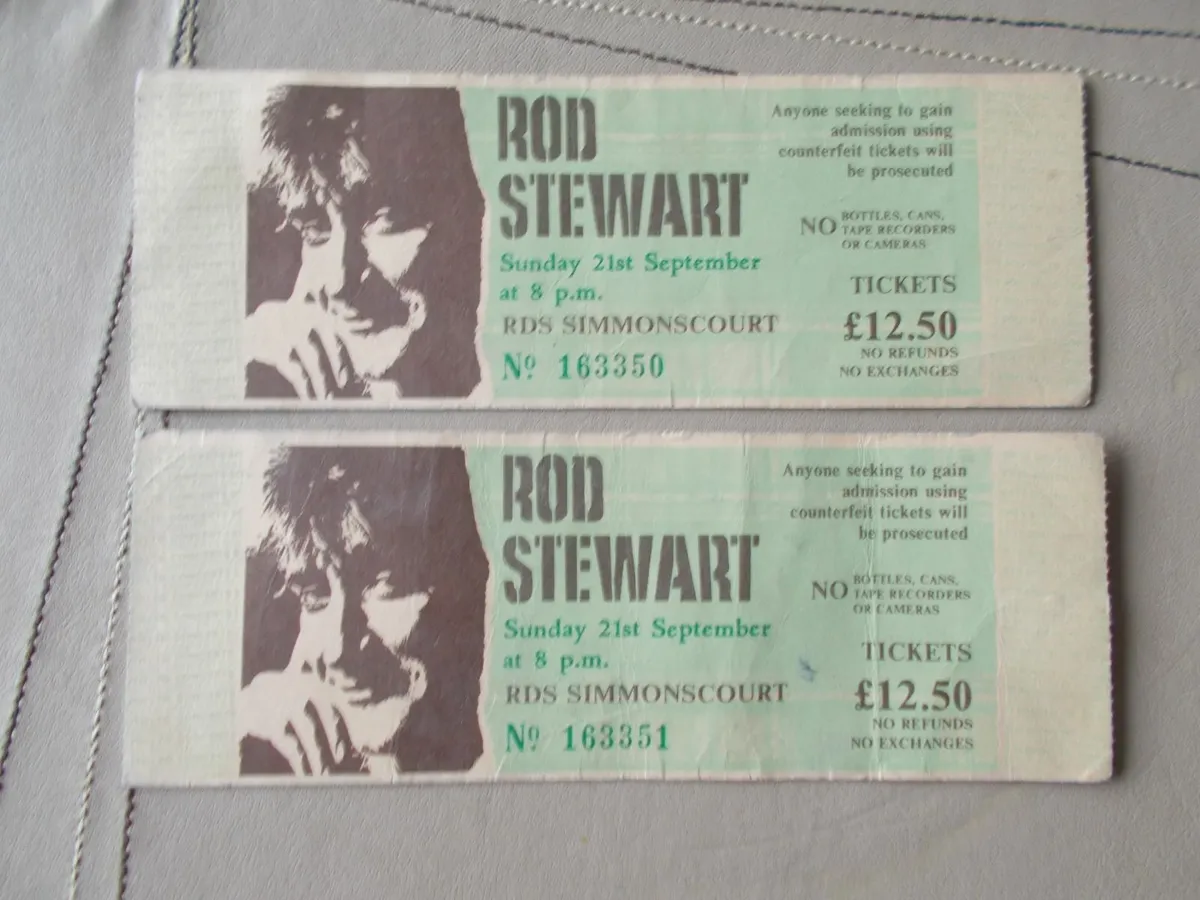 ROD
STEWART
Sunday 21st September
at 8 p.m.
RDS SIMMONSCOURT
Nº 163350
Anyone seeking to gain
admission using
counterfeit tickets will
be prosecuted
NO BOTTLES, CANS,
TAPE RECORDERS
OR CAMERAS
TICKETS
£12.50
NO REFUNDS
NO EXCHANGES
ROD
STEWART
Sunday 21st September
at 8 p.m.
RDS SIMMONSCOURT
Nº 163351
Anyone seeking to gain
admission using
counterfeit tickets will
be prosecuted
NO BOTTLES, CANS,
TAPE RECORDERS
OR CAMERAS
TICKETS
£12.50
NO REFUNDS
NO EXCHANGES